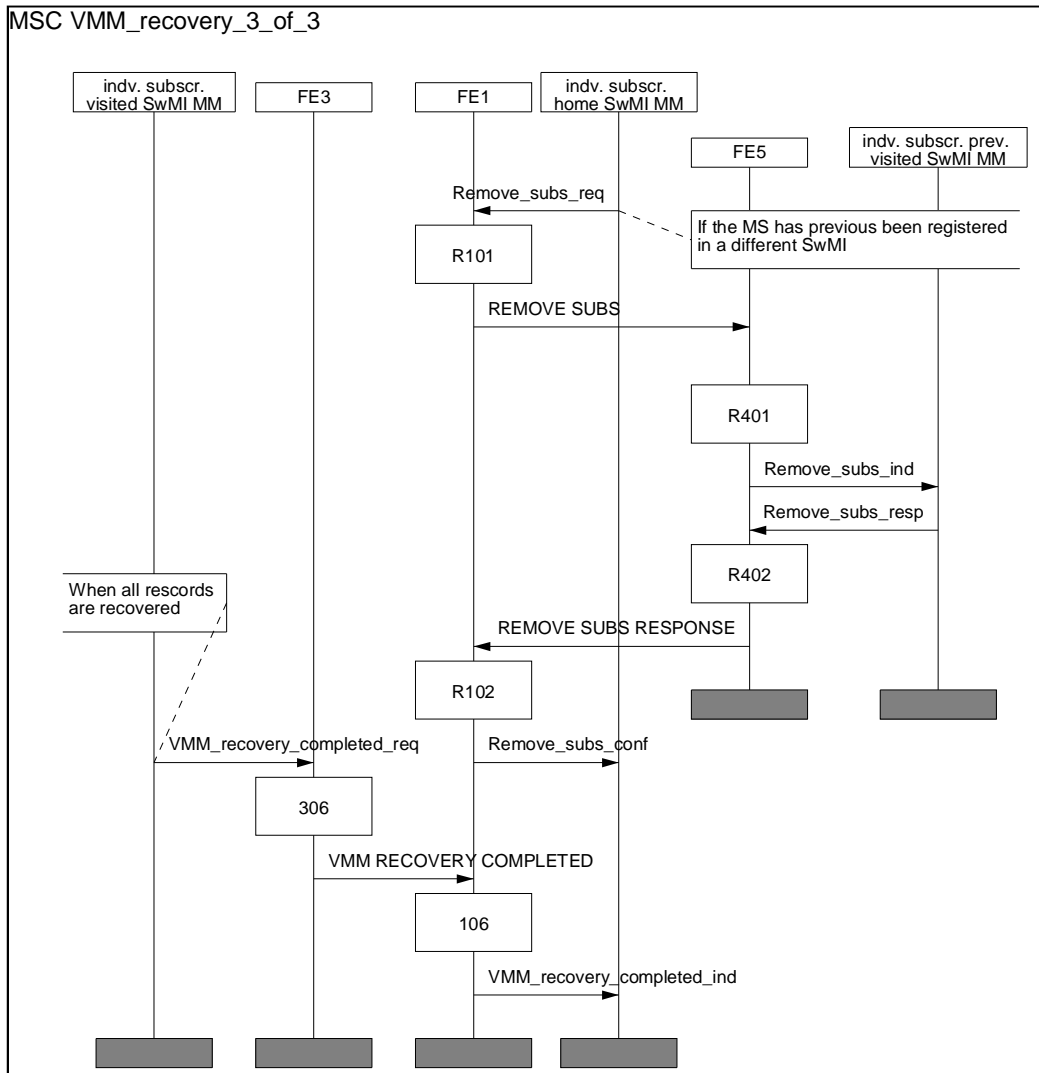 MSC VMM_recovery_3_of_3
indv. subscr.
visited SwMI MM
FE3
FE1
indv. subscr.
home SwMI MM
FE5
indv. subscr. prev.
visited SwMI MM
Remove_subs_req
If the MS has previous been registered
in a different SwMI
R101
REMOVE SUBS
R401
Remove_subs_ind
Remove_subs_resp
R402
When all rescords
are recovered
REMOVE SUBS RESPONSE
R102
VMM_recovery_completed_req
Remove_subs_conf
306
VMM RECOVERY COMPLETED
106
VMM_recovery_completed_ind